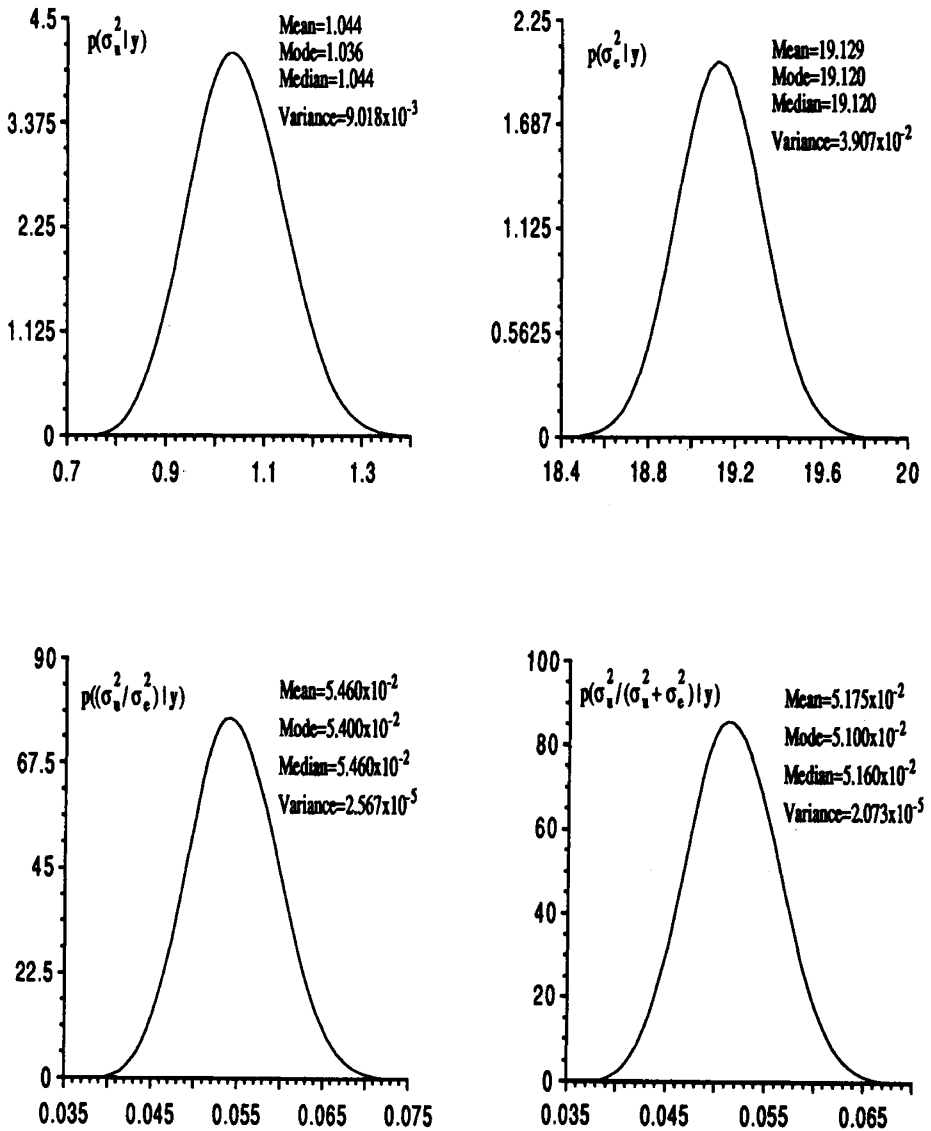 4.5
p(σ_u^2|y)
Mean=1.044
Mode=1.036
Median=1.044
Variance=9.018x10^-3
3.375
2.25
1.125
0
0.7 0.9 1.1 1.3
2.25
p(σ_e^2|y)
Mean=19.129
Mode=19.120
Median=19.120
Variance=3.907x10^-2
1.687
1.125
0.5625
0
18.4 18.8 19.2 19.6 20
90
p((σ_u^2/σ_e^2)|y)
Mean=5.460x10^-2
Mode=5.400x10^-2
Median=5.460x10^-2
Variance=2.567x10^-5
67.5
45
22.5
0
0.035 0.045 0.055 0.065 0.075
100
p(σ_u^2/(σ_u^2+σ_e^2)|y)
Mean=5.175x10^-2
Mode=5.100x10^-2
Median=5.160x10^-2
Variance=2.073x10^-5
80
60
40
20
0
0.035 0.045 0.055 0.065